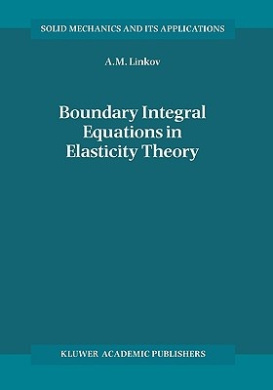 SOLID MECHANICS AND ITS APPLICATIONS
A.M. Linkov
Boundary Integral
Equations in
Elasticity Theory
KLUWER ACADEMIC PUBLISHERS